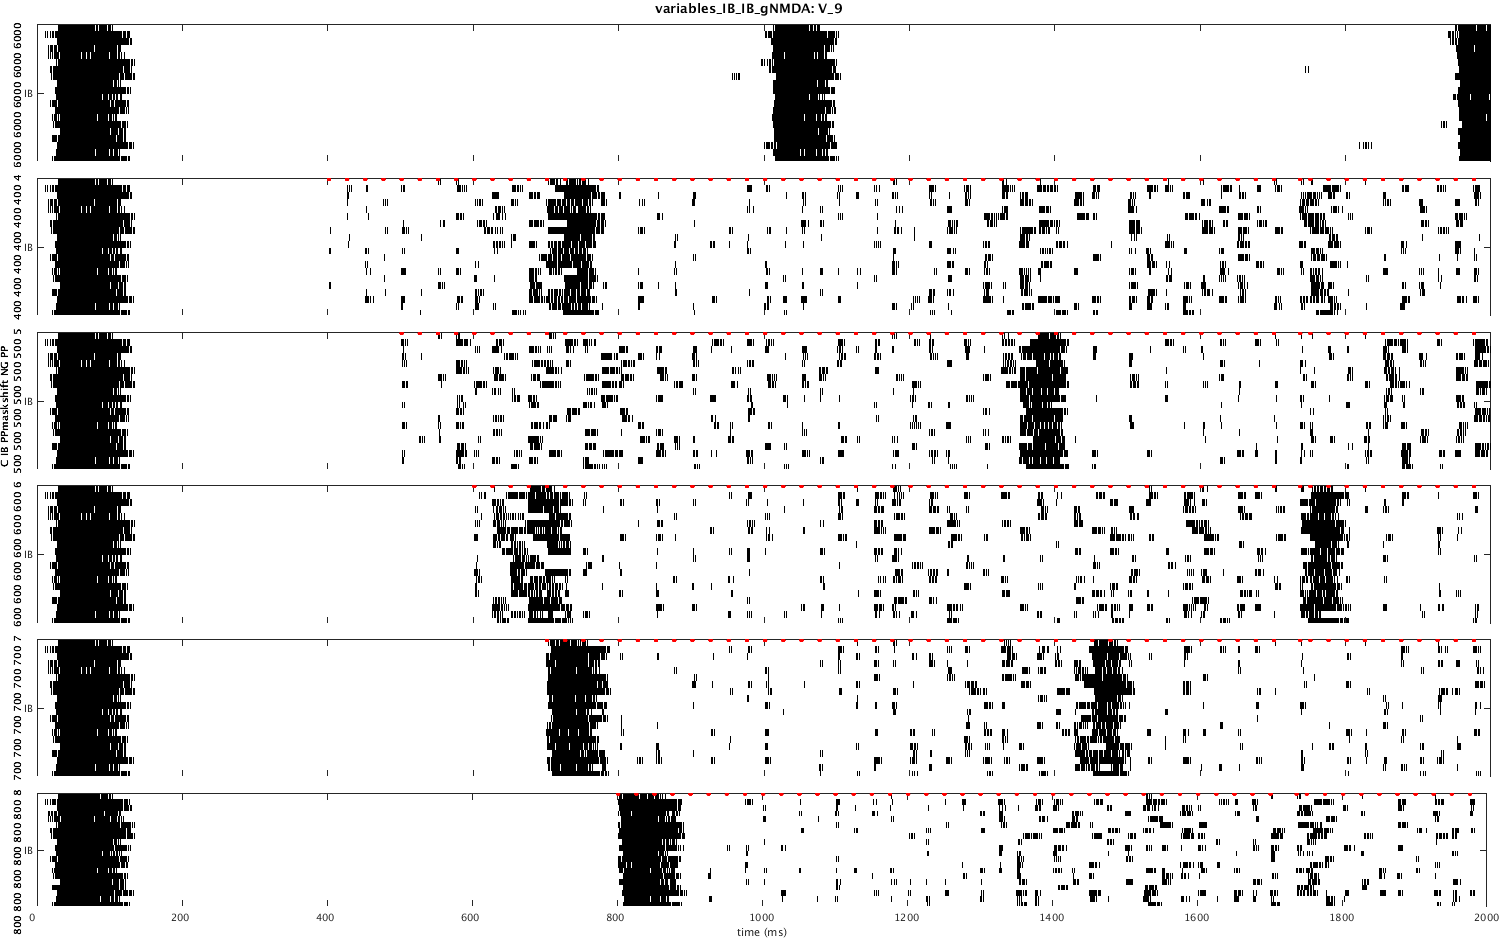 variables_IB_IB_gNMDA: V_9
6000 6000 6000 6000 6000
IB
400 400 400 400 400 4
IB
C IB PPmaskshift NG PP
500 500 500 500 500 5
IB
600 600 600 600 600 6
IB
700 700 700 700 700 7
IB
800 800 800 800 800 8
IB
0 200 400 600 800 1000 1200 1400 1600 1800 2000
time (ms)